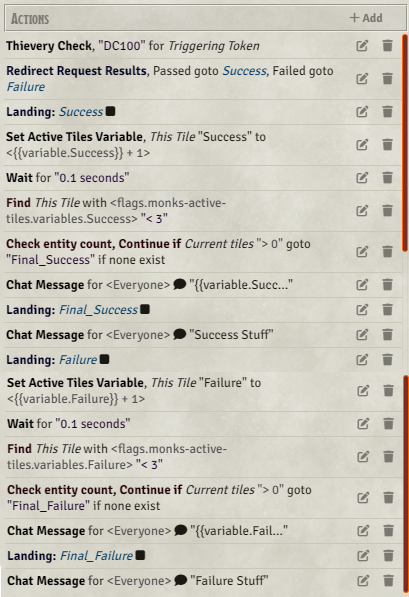 Actions + Add
Thievery Check, "DC100" for Triggering Token
Redirect Request Results, Passed goto Success, Failed goto
Failure
Landing: Success
Set Active Tiles Variable, This Tile "Success" to
<{{variable.Success}} + 1>
Wait for "0.1 seconds"
Find This Tile with <flags.monks-active-
tiles.variables.Success> "< 3"
Check entity count, Continue if Current tiles "> 0" goto
"Final_Success" if none exist
Chat Message for <Everyone> "{{variable.Succ..."
Landing: Final_Success
Chat Message for <Everyone> "Success Stuff"
Landing: Failure
Set Active Tiles Variable, This Tile "Failure" to
<{{variable.Failure}} + 1>
Wait for "0.1 seconds"
Find This Tile with <flags.monks-active-
tiles.variables.Failure> "< 3"
Check entity count, Continue if Current tiles "> 0" goto
"Final_Failure" if none exist
Chat Message for <Everyone> "{{variable.Fail..."
Landing: Final_Failure
Chat Message for <Everyone> "Failure Stuff"